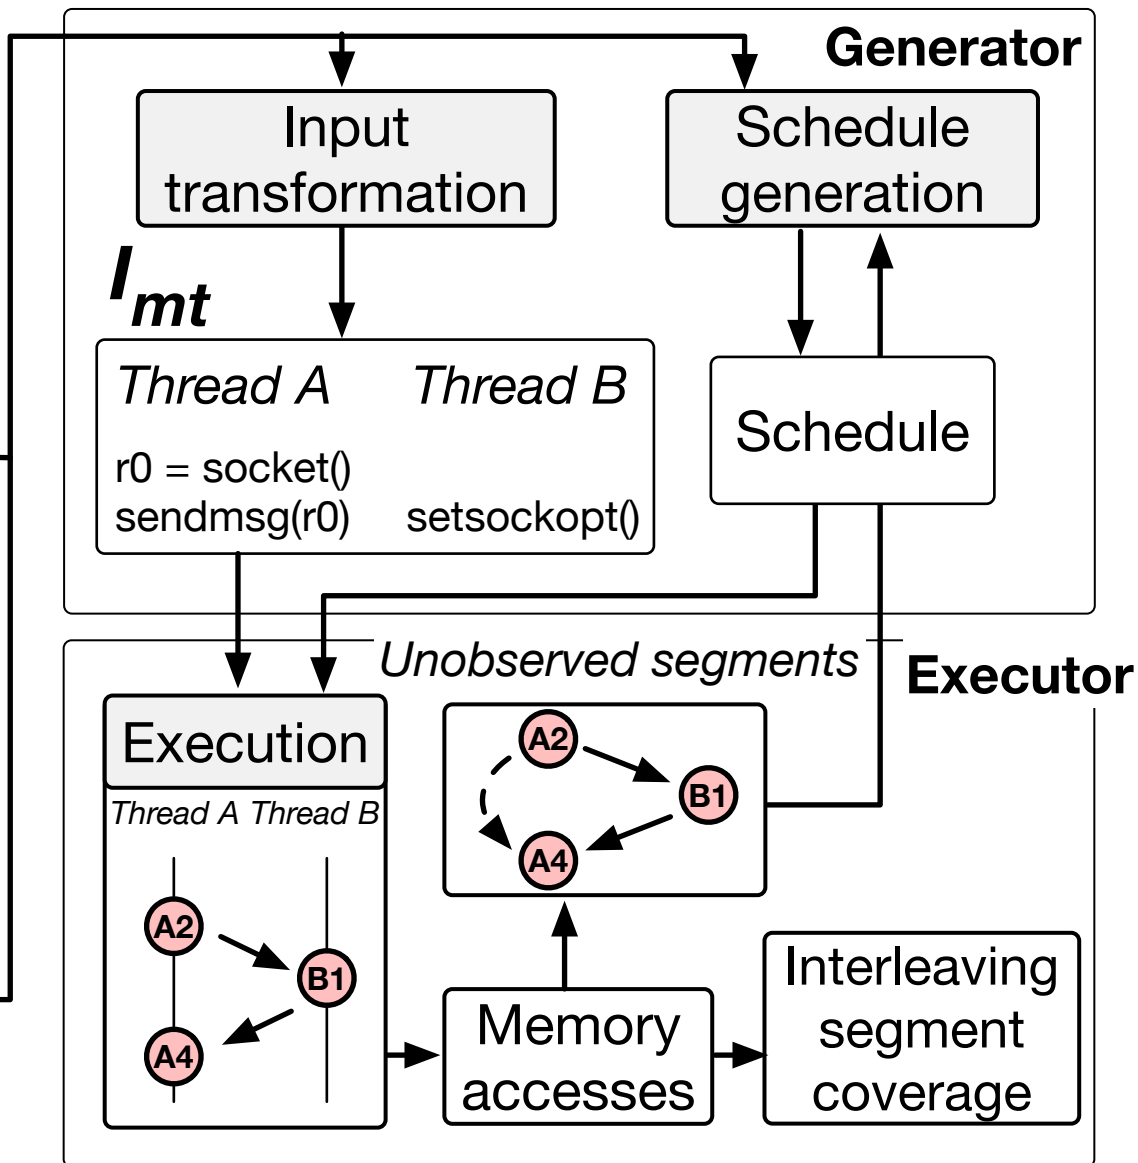 Generator
Input
transformation
Schedule
generation
I_mt
Thread A Thread B
r0 = socket()
sendmsg(r0) setsockopt()
Schedule
Unobserved segments
Executor
Execution
Thread A Thread B
A2
B1
A4
A2
B1
A4
Memory
accesses
Interleaving
segment
coverage